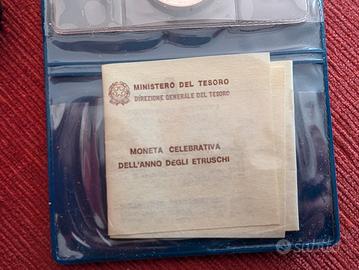 MINISTERO DEL TESORO
DIREZIONE GENERALE DEL TESORO
MONETA CELEBRATIVA
DELL'ANNO DEGLI ETRUSCHI
subito